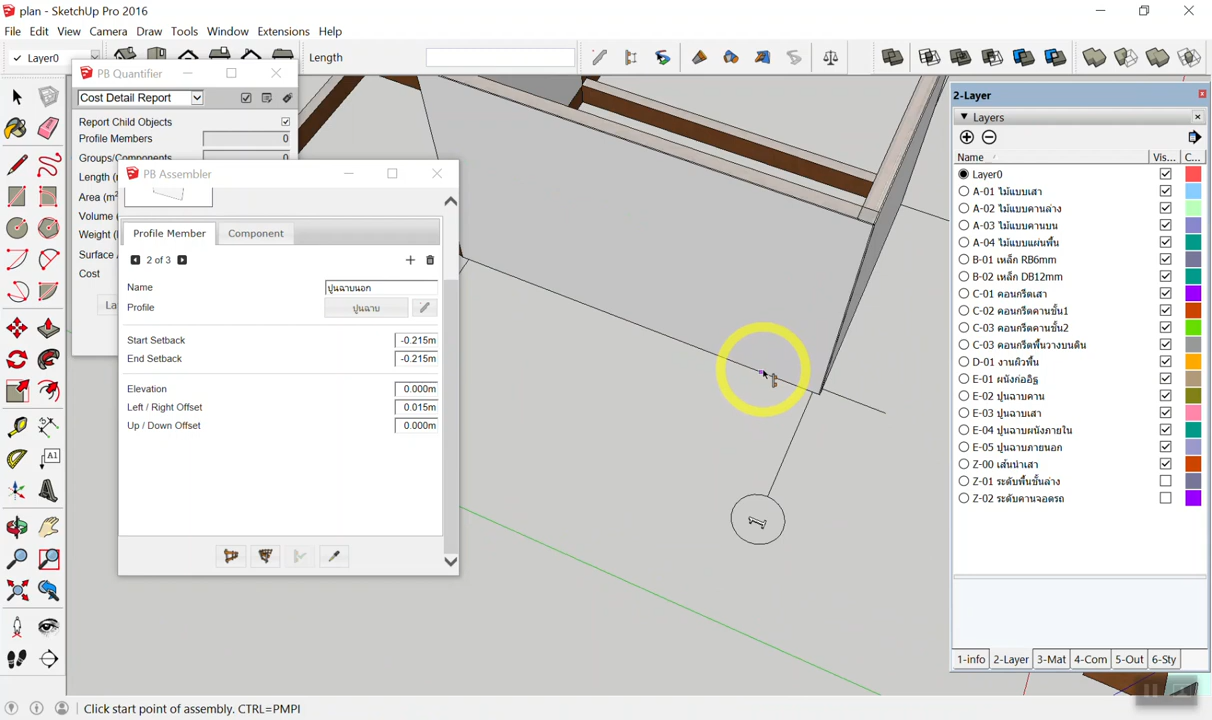 plan - SketchUp Pro 2016
File Edit View Camera Draw Tools Window Extensions Help
Layer0
Length
PB Quantifier
Cost Detail Report
Report Child Objects
Profile Members 0
Groups/Components 0
Length (
Area (m²
Volume (
Weight (
Surface
Cost
La
PB Assembler
Profile Member Component
2 of 3
Name ปูนฉาบนอก
Profile ปูนฉาบ
Start Setback -0.215m
End Setback -0.215m
Elevation 0.000m
Left / Right Offset 0.015m
Up / Down Offset 0.000m
1
2-Layer
Layers
Name Vis... C...
Layer0
A-01 ไม้แบบเสา
A-02 ไม้แบบคานล่าง
A-03 ไม้แบบคานบน
A-04 ไม้แบบแผ่นพื้น
B-01 เหล็ก RB6mm
B-02 เหล็ก DB12mm
C-01 คอนกรีตเสา
C-02 คอนกรีตคานชั้น1
C-03 คอนกรีตคานชั้น2
C-03 คอนกรีตพื้นวางบนดิน
D-01 งานผิวพื้น
E-01 ผนังก่ออิฐ
E-02 ปูนฉาบคาน
E-03 ปูนฉาบเสา
E-04 ปูนฉาบผนังภายใน
E-05 ปูนฉาบภายนอก
Z-00 เส้นนำเสา
Z-01 ระดับพื้นชั้นล่าง
Z-02 ระดับคานจอดรถ
1-info 2-Layer 3-Mat 4-Com 5-Out 6-Sty
A1
Click start point of assembly. CTRL=PMPI